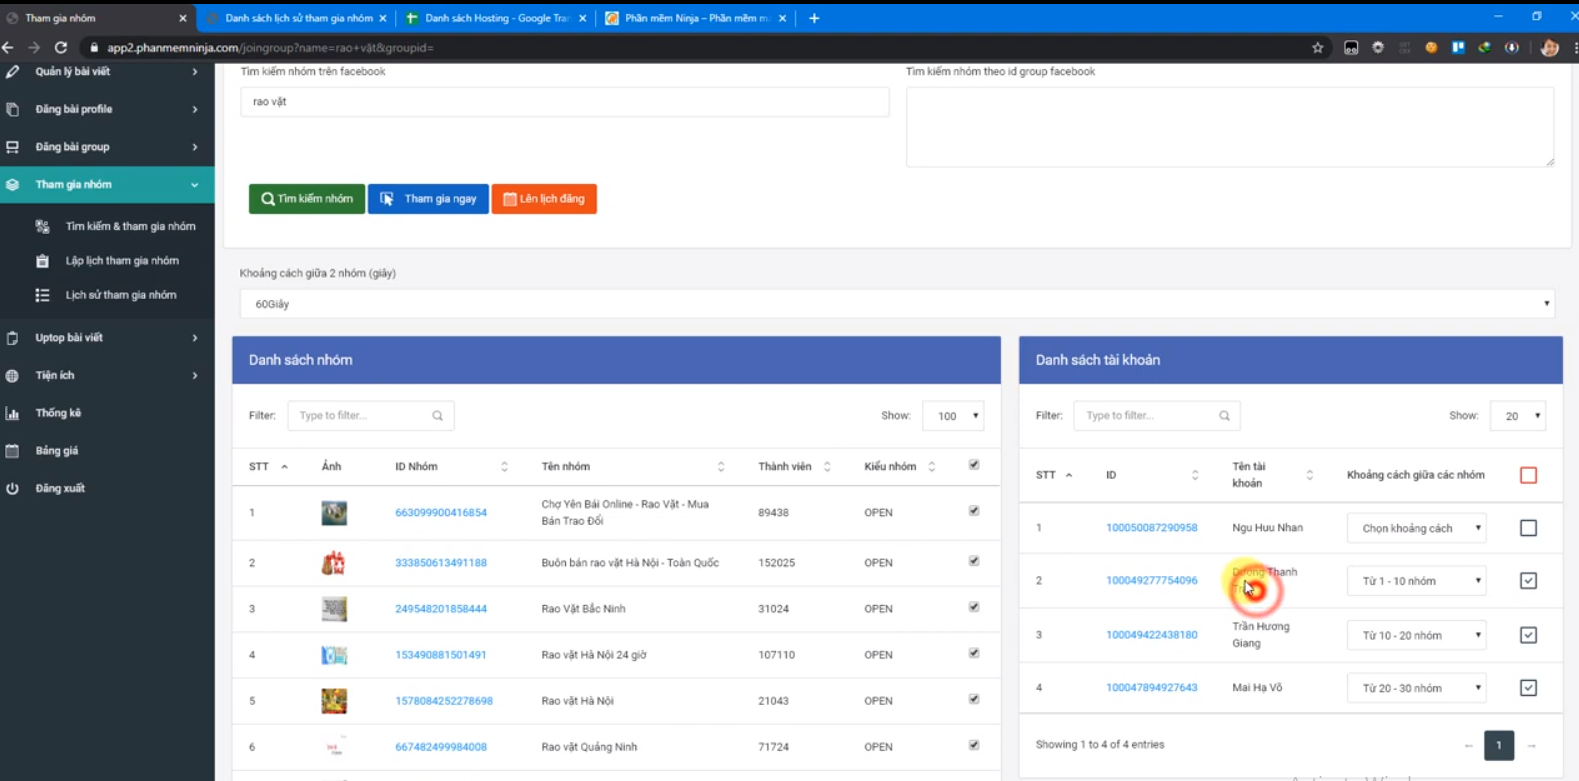 Tham gia nhóm
Danh sách lịch sử tham gia nhóm
Danh sách Hosting - Google Tran
Phần mềm Ninja – Phần mềm m
app2.phanmemninja.com/joingroup?name=rao+vặt&groupid=
Quản lý bài viết
Đăng bài profile
Đăng bài group
Tham gia nhóm
Tìm kiếm & tham gia nhóm
Lập lịch tham gia nhóm
Lịch sử tham gia nhóm
Uptop bài viết
Tiện ích
Thống kê
Bảng giá
Đăng xuất
Tìm kiếm nhóm trên facebook
rao vặt
Tìm kiếm nhóm theo id group facebook
Tìm kiếm nhóm
Tham gia ngay
Lên lịch đăng
Khoảng cách giữa 2 nhóm (giây)
60Giây
Danh sách nhóm
Filter: Type to filter... Show: 100
STT Ảnh ID Nhóm Tên nhóm Thành viên Kiểu nhóm
1 663099900416854 Chợ Yên Bái Online - Rao Vặt - Mua Bán Trao Đổi 89438 OPEN
2 333850613491188 Buôn bán rao vặt Hà Nội - Toàn Quốc 152025 OPEN
3 249548201858444 Rao Vặt Bắc Ninh 31024 OPEN
4 153490881501491 Rao vặt Hà Nội 24 giờ 107110 OPEN
5 1578084252278698 Rao vặt Hà Nội 21043 OPEN
6 667482499984008 Rao vặt Quảng Ninh 71724 OPEN
Danh sách tài khoản
Filter: Type to filter... Show: 20
STT ID Tên tài khoản Khoảng cách giữa các nhóm
1 100050087290958 Ngu Huu Nhan Chọn khoảng cách
2 100049277754096 Dương Thanh Từ 1 - 10 nhóm
3 100049422438180 Trần Hương Giang Từ 10 - 20 nhóm
4 100047894927643 Mai Hạ Võ Từ 20 - 30 nhóm
Showing 1 to 4 of 4 entries
← 1 →